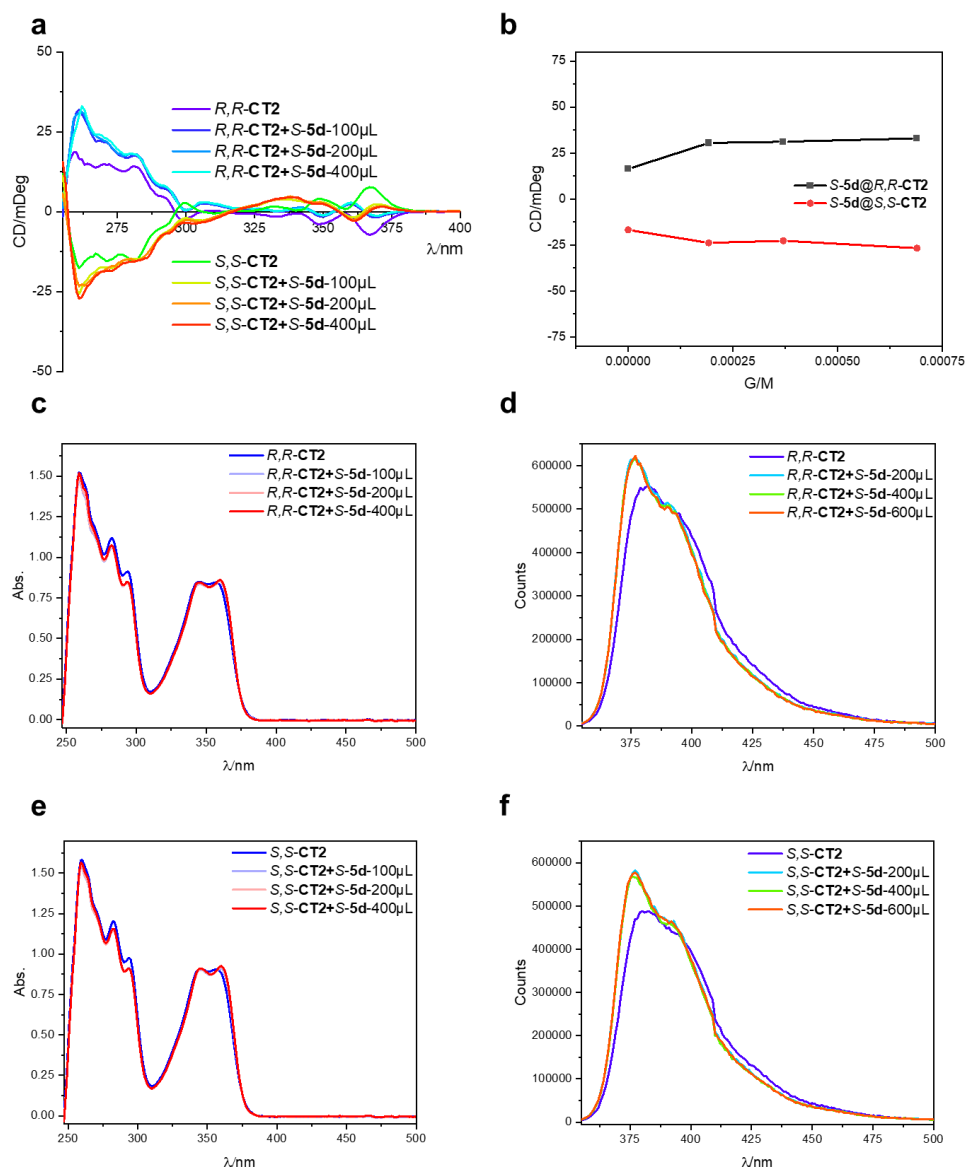 a
50
25
0
-25
-50
CD/mDeg
275
300
325
350
375
400
λ/nm
R,R-CT2
R,R-CT2+S-5d-100μL
R,R-CT2+S-5d-200μL
R,R-CT2+S-5d-400μL
S,S-CT2
S,S-CT2+S-5d-100μL
S,S-CT2+S-5d-200μL
S,S-CT2+S-5d-400μL
b
75
50
25
0
-25
-50
-75
CD/mDeg
S-5d@R,R-CT2
S-5d@S,S-CT2
0.00000
0.00025
0.00050
0.00075
G/M
c
1.50
1.25
1.00
0.75
0.50
0.25
0.00
Abs.
R,R-CT2
R,R-CT2+S-5d-100μL
R,R-CT2+S-5d-200μL
R,R-CT2+S-5d-400μL
250
300
350
400
450
500
λ/nm
d
600000
500000
400000
300000
200000
100000
0
Counts
R,R-CT2
R,R-CT2+S-5d-200μL
R,R-CT2+S-5d-400μL
R,R-CT2+S-5d-600μL
375
400
425
450
475
500
λ/nm
e
1.50
1.25
1.00
0.75
0.50
0.25
0.00
Abs.
S,S-CT2
S,S-CT2+S-5d-100μL
S,S-CT2+S-5d-200μL
S,S-CT2+S-5d-400μL
250
300
350
400
450
500
λ/nm
f
600000
500000
400000
300000
200000
100000
0
Counts
S,S-CT2
S,S-CT2+S-5d-200μL
S,S-CT2+S-5d-400μL
S,S-CT2+S-5d-600μL
375
400
425
450
475
500
λ/nm